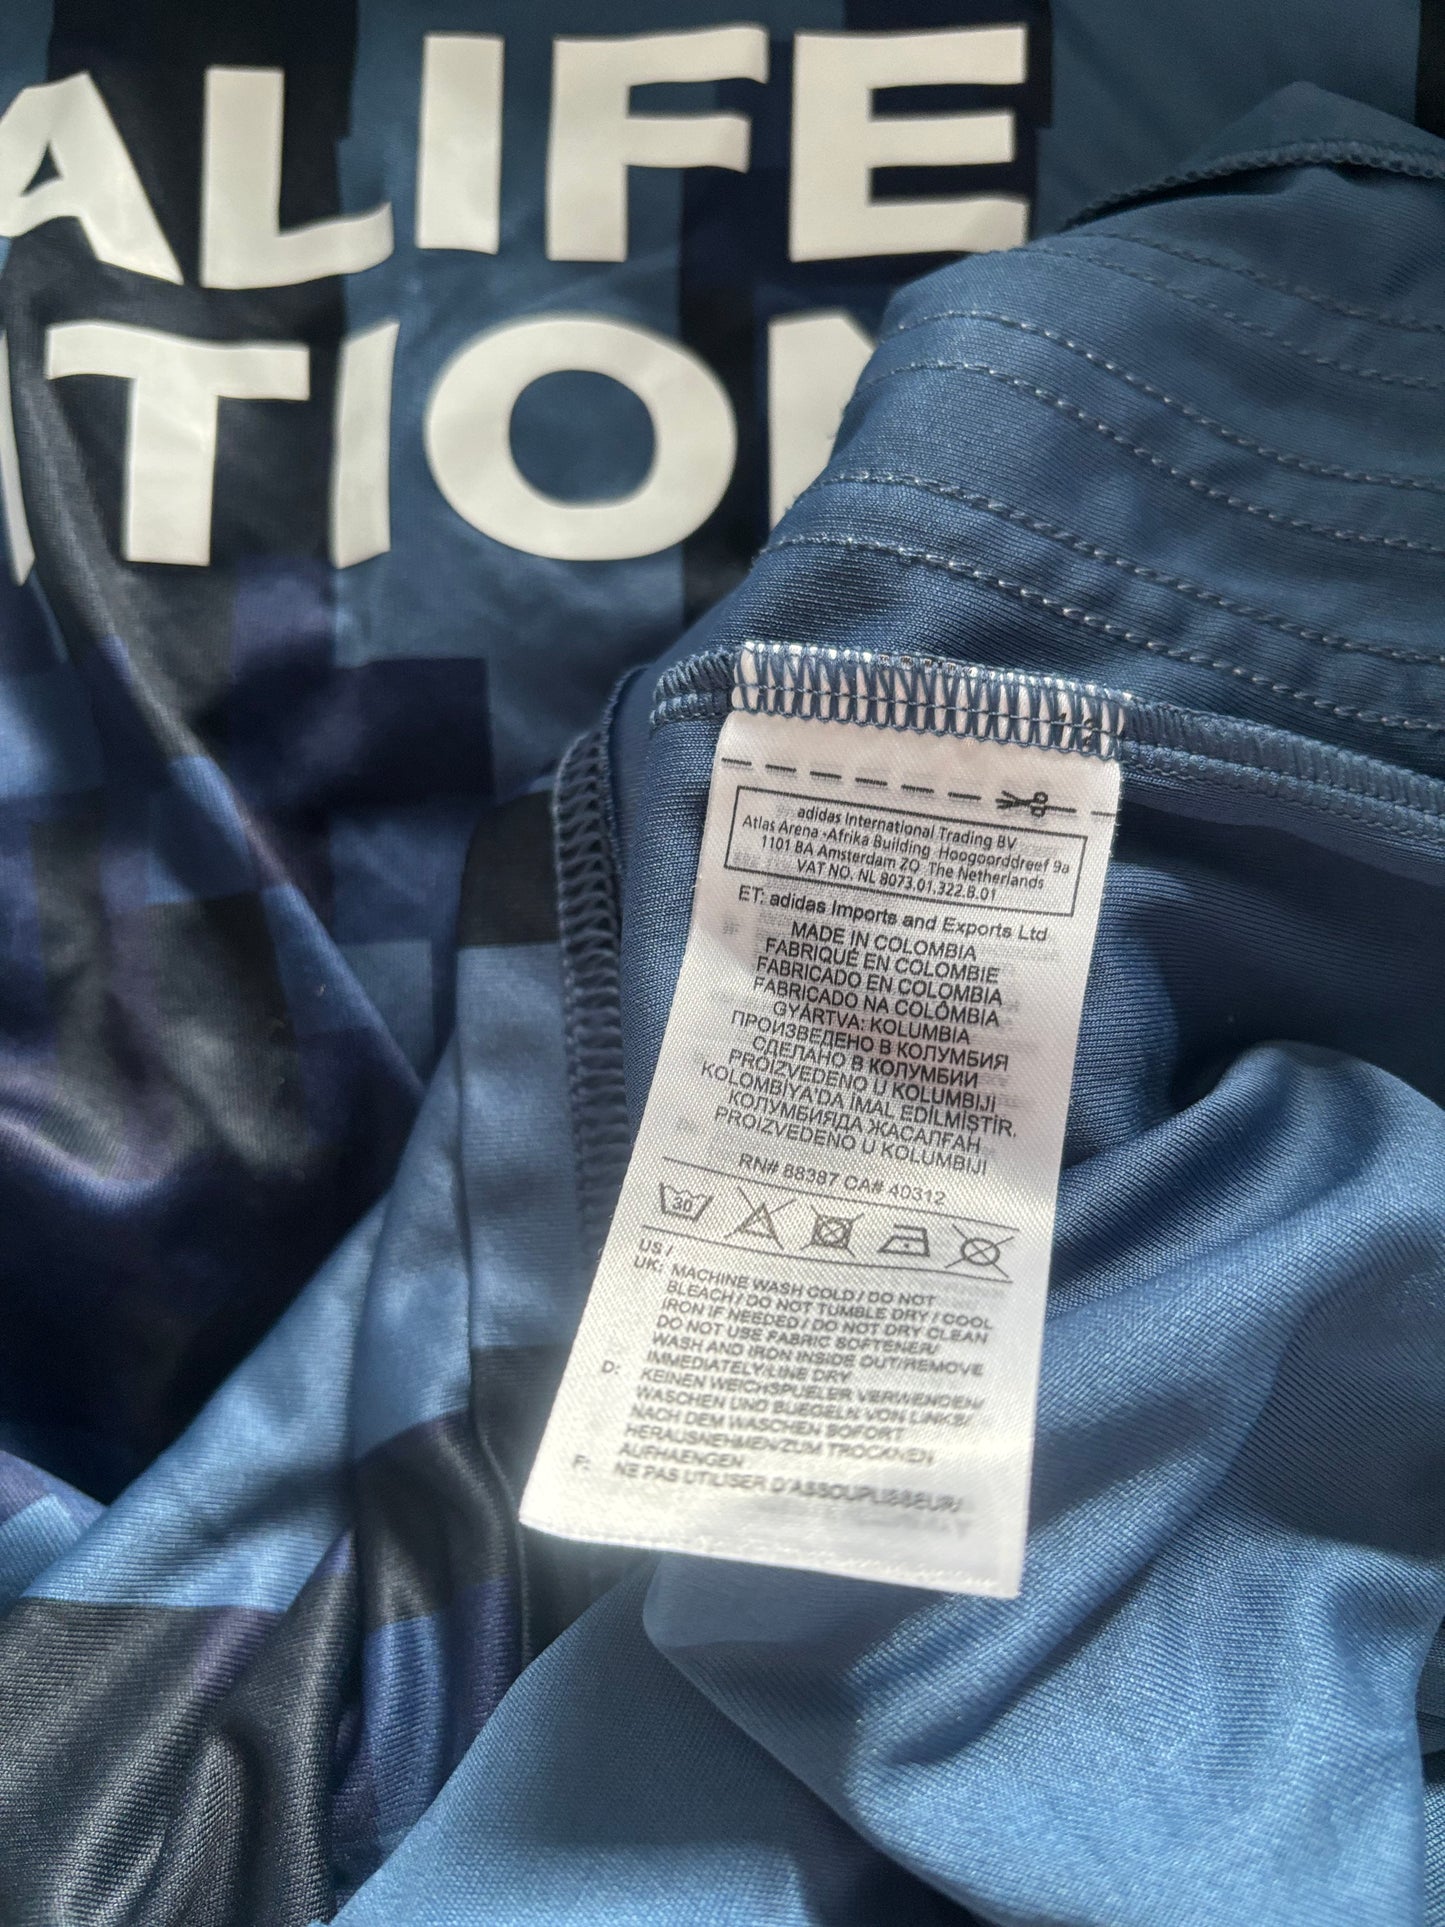 ALIFE
TION
adidas International Trading BV
Atlas Arena -Afrika Building Hoogoorddreef 9a
1101 BA Amsterdam ZO The Netherlands
VAT NO. NL 8073.01.322.B.01
ET: adidas Imports and Exports Ltd
MADE IN COLOMBIA
FABRIQUÉ EN COLOMBIE
FABRICADO EN COLOMBIA
FABRICADO NA COLÔMBIA
GYÁRTVA: KOLUMBIA
ПРОИЗВЕДЕНО В КОЛУМБИЯ
СДЕЛАНО В КОЛУМБИИ
PROIZVEDENO U KOLUMBIJI
KOLOMBİYA'DA İMAL EDİLMİŞTİR.
КОЛУМБИЯДА ЖАСАЛҒАН
PROIZVEDENO U KOLUMBIJI
RN# 88387 CA# 40312
30
US /
UK: MACHINE WASH COLD / DO NOT
BLEACH / DO NOT TUMBLE DRY / COOL
IRON IF NEEDED / DO NOT DRY CLEAN
DO NOT USE FABRIC SOFTENER/
WASH AND IRON INSIDE OUT/REMOVE
IMMEDIATELY/LINE DRY
D: KEINEN WEICHSPUELER VERWENDEN/
WASCHEN UND BUEGELN VON LINKS/
NACH DEM WASCHEN SOFORT
HERAUSNEHMEN/ZUM TROCKNEN
AUFHAENGEN
F: NE PAS UTILISER D'ASSOUPLISSEUR/